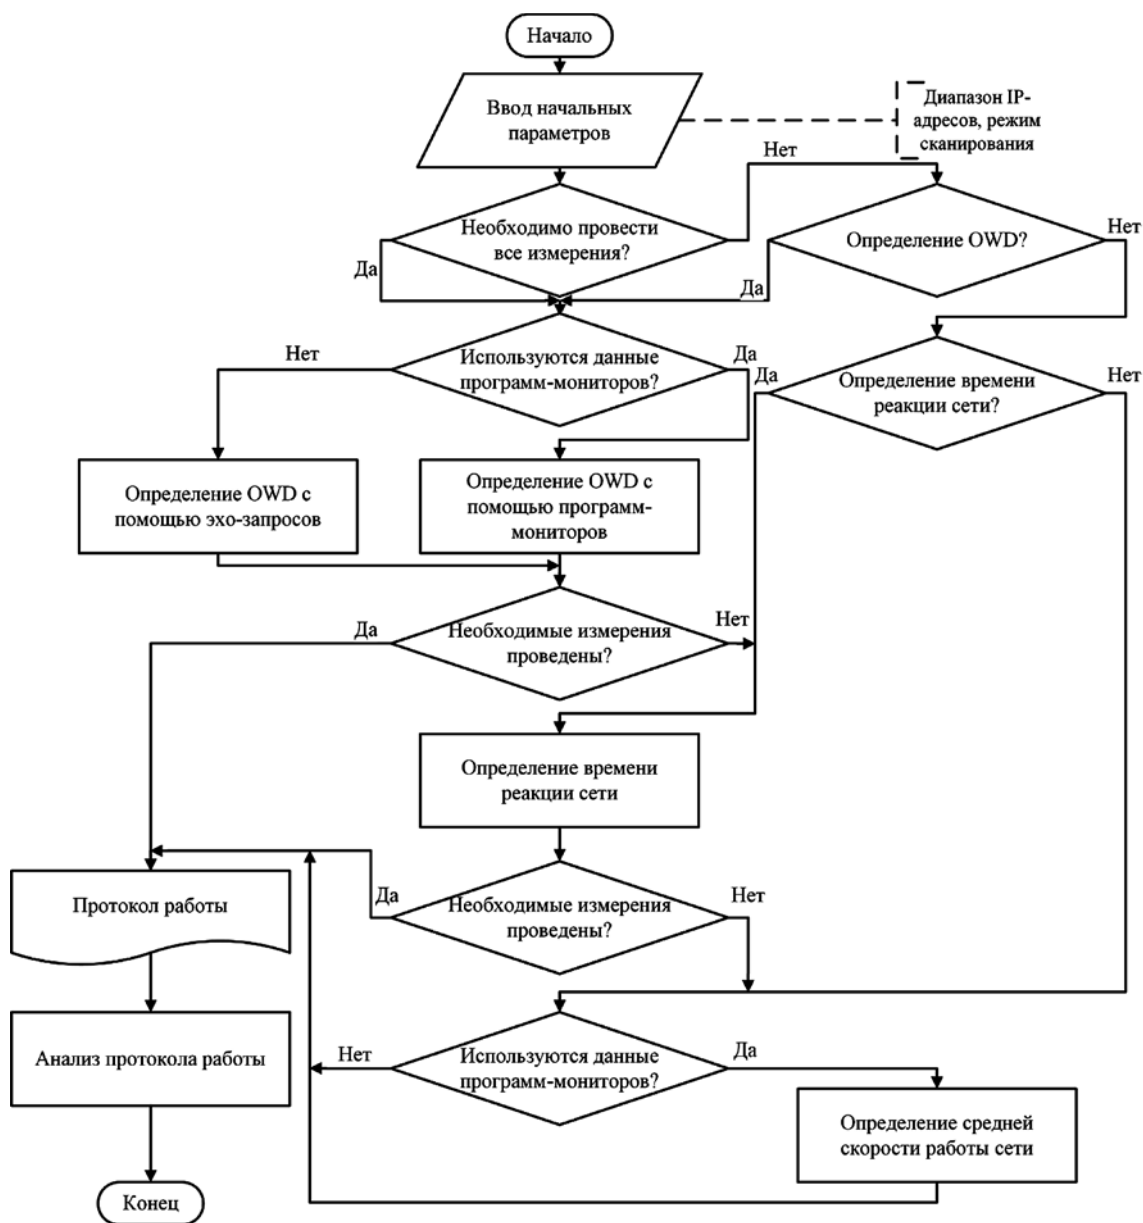 Начало
Ввод начальных
параметров
Диапазон IP-
адресов, режим
сканирования
Нет
Необходимо провести
все измерения?
Определение OWD?
Нет
Да
Да
Нет
Используются данные
программ-мониторов?
Да
Да
Определение времени
реакции сети?
Нет
Определение OWD с
помощью эхо-запросов
Определение OWD с
помощью программ-
мониторов
Да
Необходимые измерения
проведены?
Нет
Определение времени
реакции сети
Протокол работы
Да
Необходимые измерения
проведены?
Нет
Анализ протокола работы
Нет
Используются данные
программ-мониторов?
Да
Определение средней
скорости работы сети
Конец